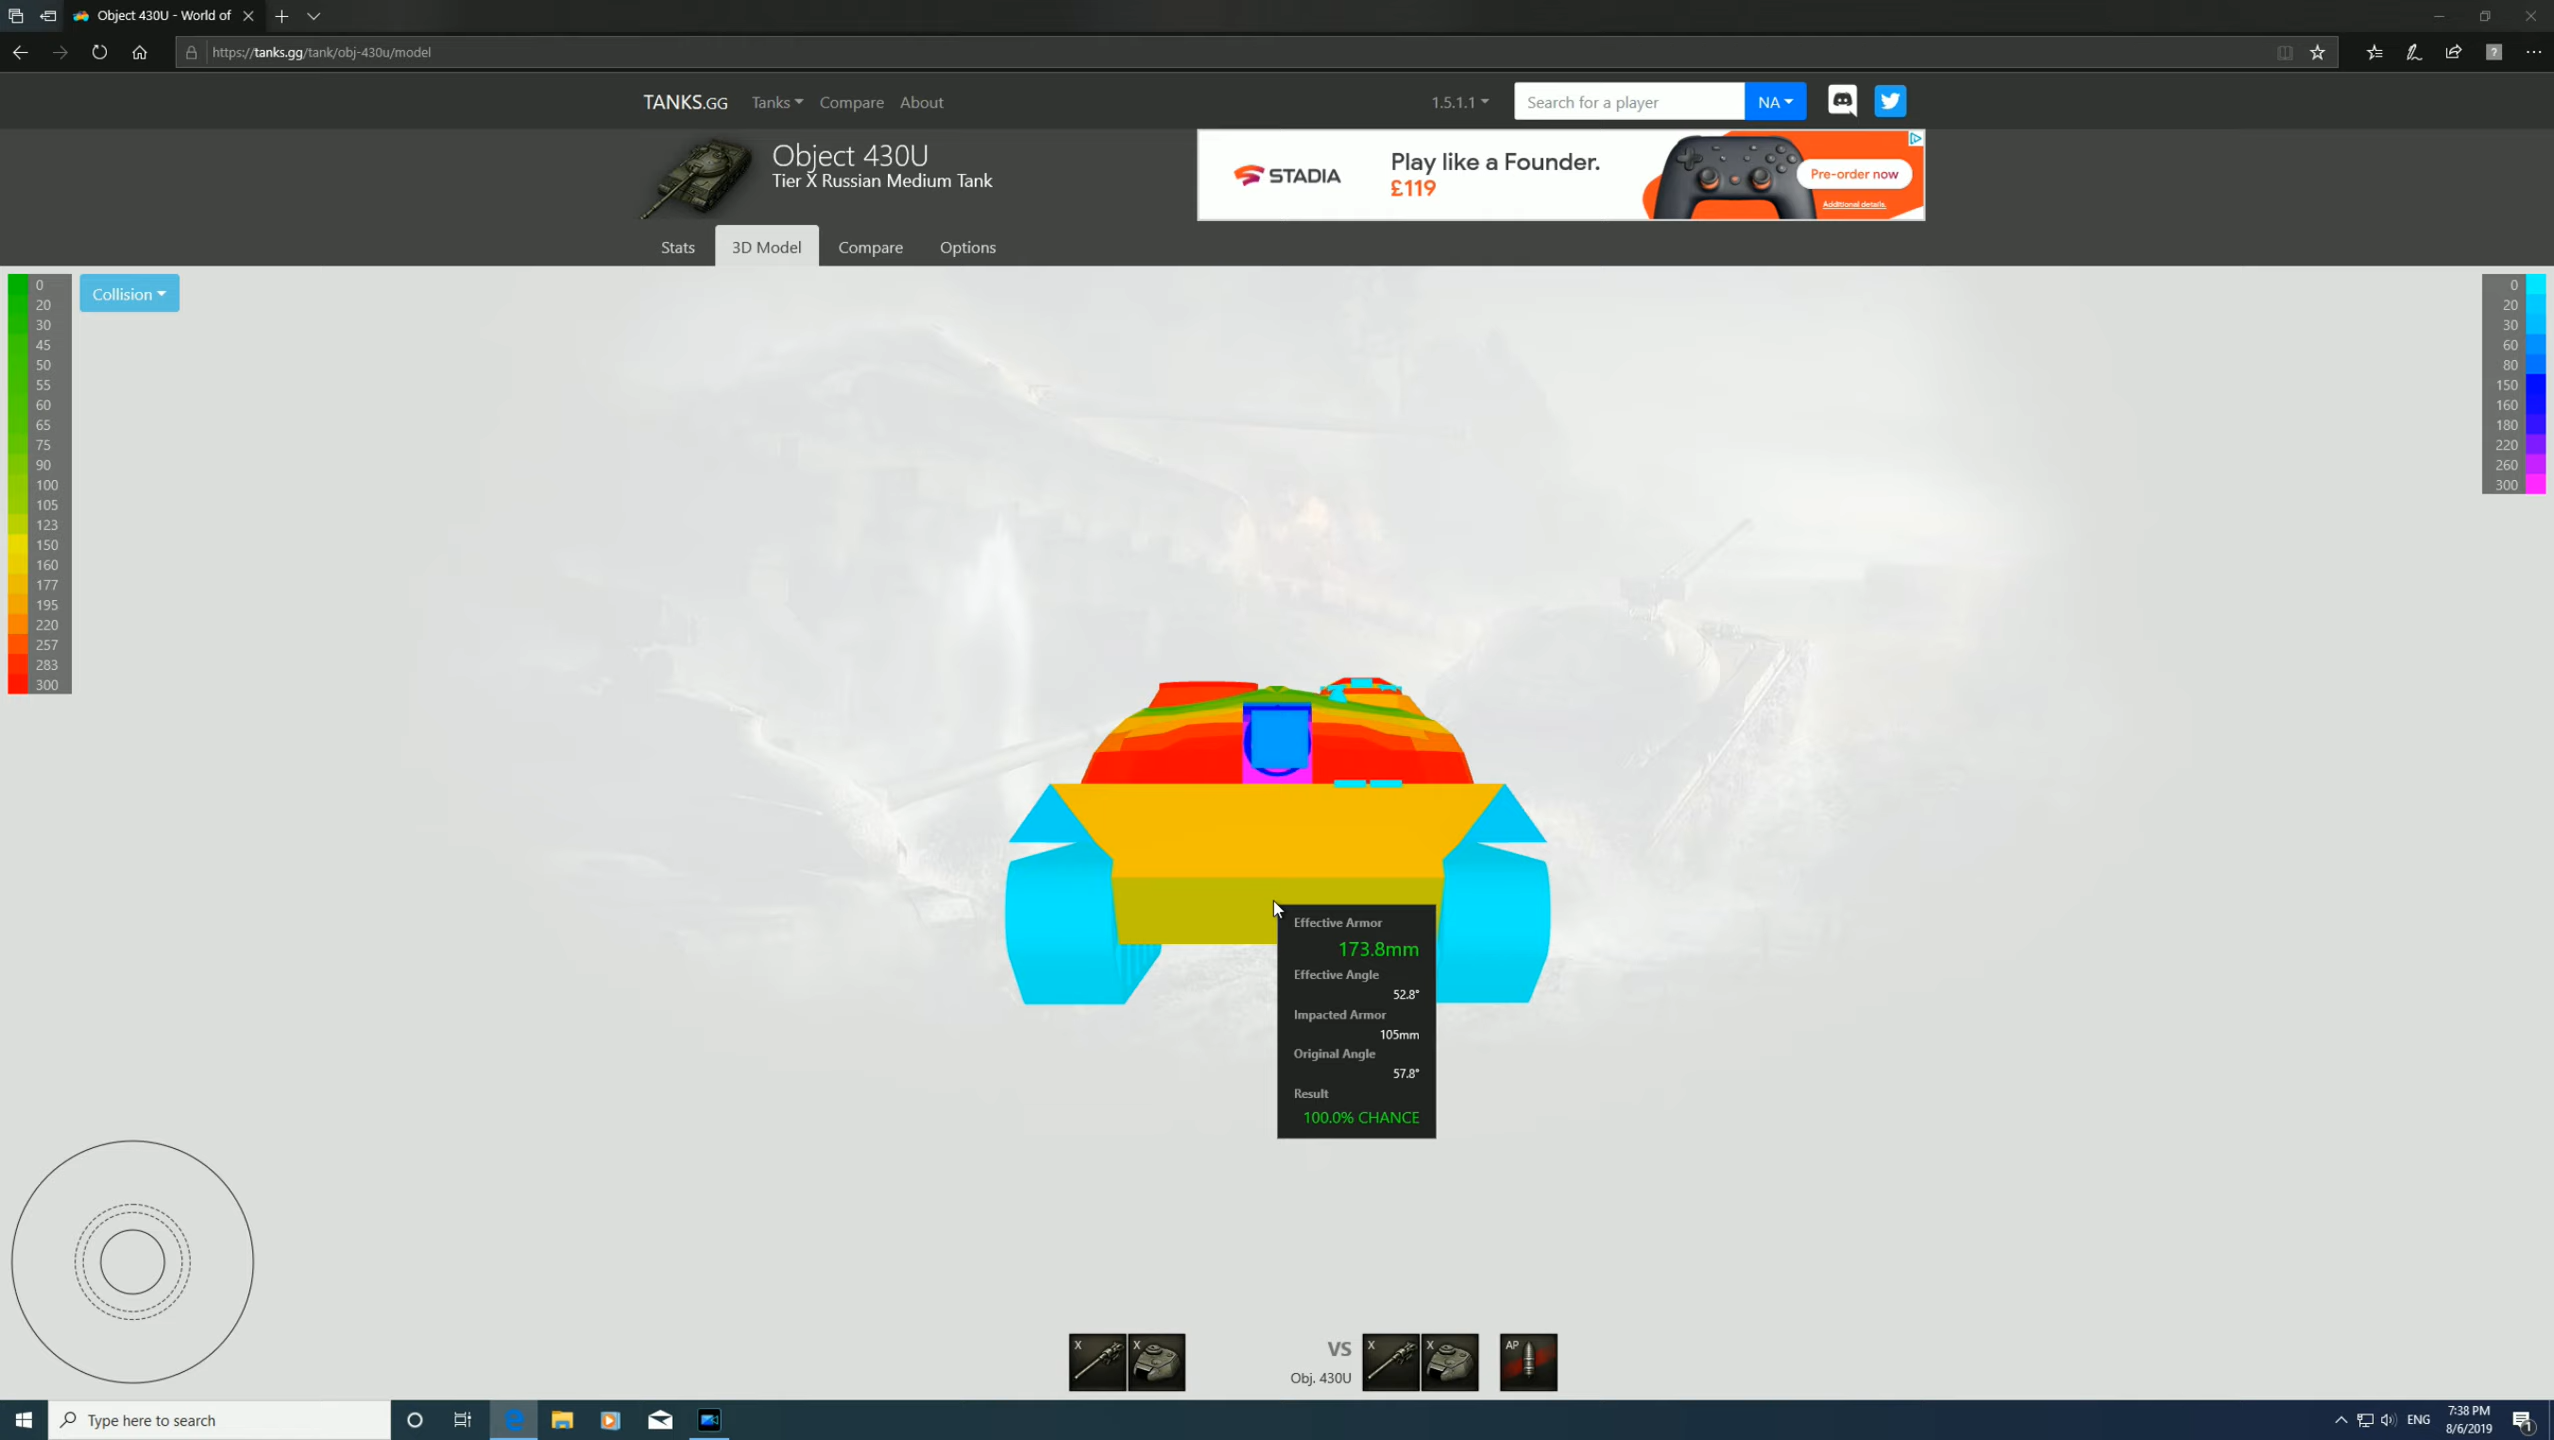 Object 430U - World of
https://tanks.gg/tank/obj-430u/model
TANKS.GG
Tanks
Compare
About
1.5.1.1
Search for a player
NA
Object 430U
Tier X Russian Medium Tank
STADIA
Play like a Founder.
£119
Pre-order now
Additional details.
Stats
3D Model
Compare
Options
Collision
0
20
30
45
50
55
60
65
75
90
100
105
123
150
160
177
195
220
257
283
300
0
20
30
60
80
150
160
180
220
260
300
Effective Armor
173.8mm
Effective Angle
52.8°
Impacted Armor
105mm
Original Angle
57.8°
Result
100.0% CHANCE
X
X
VS
Obj. 430U
X
X
AP
Type here to search
ENG
7:38 PM
8/6/2019
1